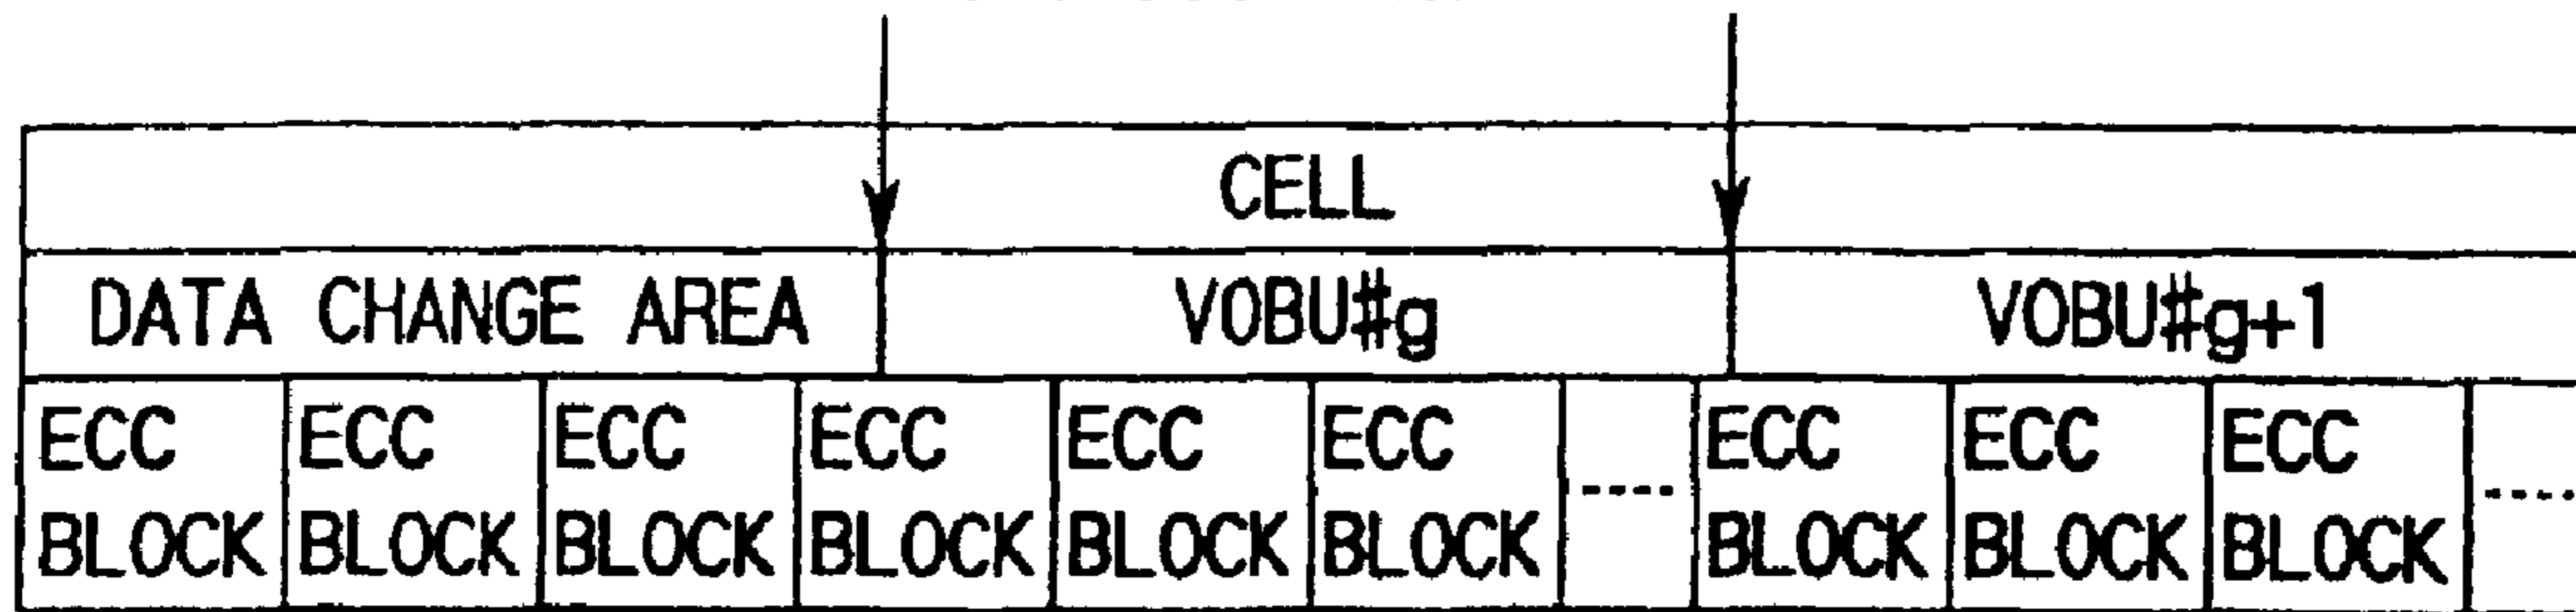 CELL
DATA CHANGE AREA VOBU#g VOBU#g+1
ECC ECC ECC ECC ECC ECC ECC ECC ECC
BLOCK BLOCK BLOCK BLOCK BLOCK BLOCK ---- BLOCK BLOCK BLOCK ----